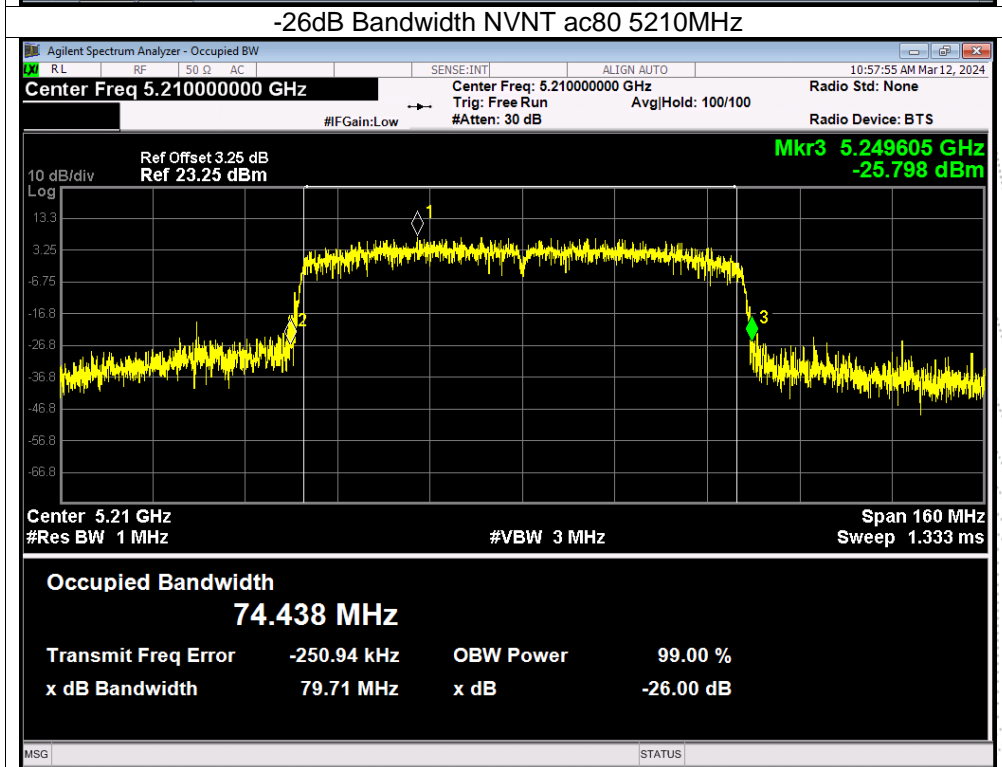 -26dB Bandwidth NVNT ac80 5210MHz
Agilent Spectrum Analyzer - Occupied BW
LXI RL RF 50 Ω AC SENSE:INT ALIGN AUTO 10:57:55 AM Mar 12, 2024
Center Freq 5.210000000 GHz Center Freq: 5.210000000 GHz Radio Std: None
Trig: Free Run Avg|Hold: 100/100
#IFGain:Low #Atten: 30 dB Radio Device: BTS
Ref Offset 3.25 dB Mkr3 5.249605 GHz
10 dB/div Ref 23.25 dBm -25.798 dBm
Log
13.3
1
3.25
-6.75
-16.8
2
3
-26.8
-36.8
-46.8
-56.8
-66.8
Center 5.21 GHz Span 160 MHz
#Res BW 1 MHz #VBW 3 MHz Sweep 1.333 ms
Occupied Bandwidth
74.438 MHz
Transmit Freq Error -250.94 kHz OBW Power 99.00 %
x dB Bandwidth 79.71 MHz x dB -26.00 dB
MSG STATUS